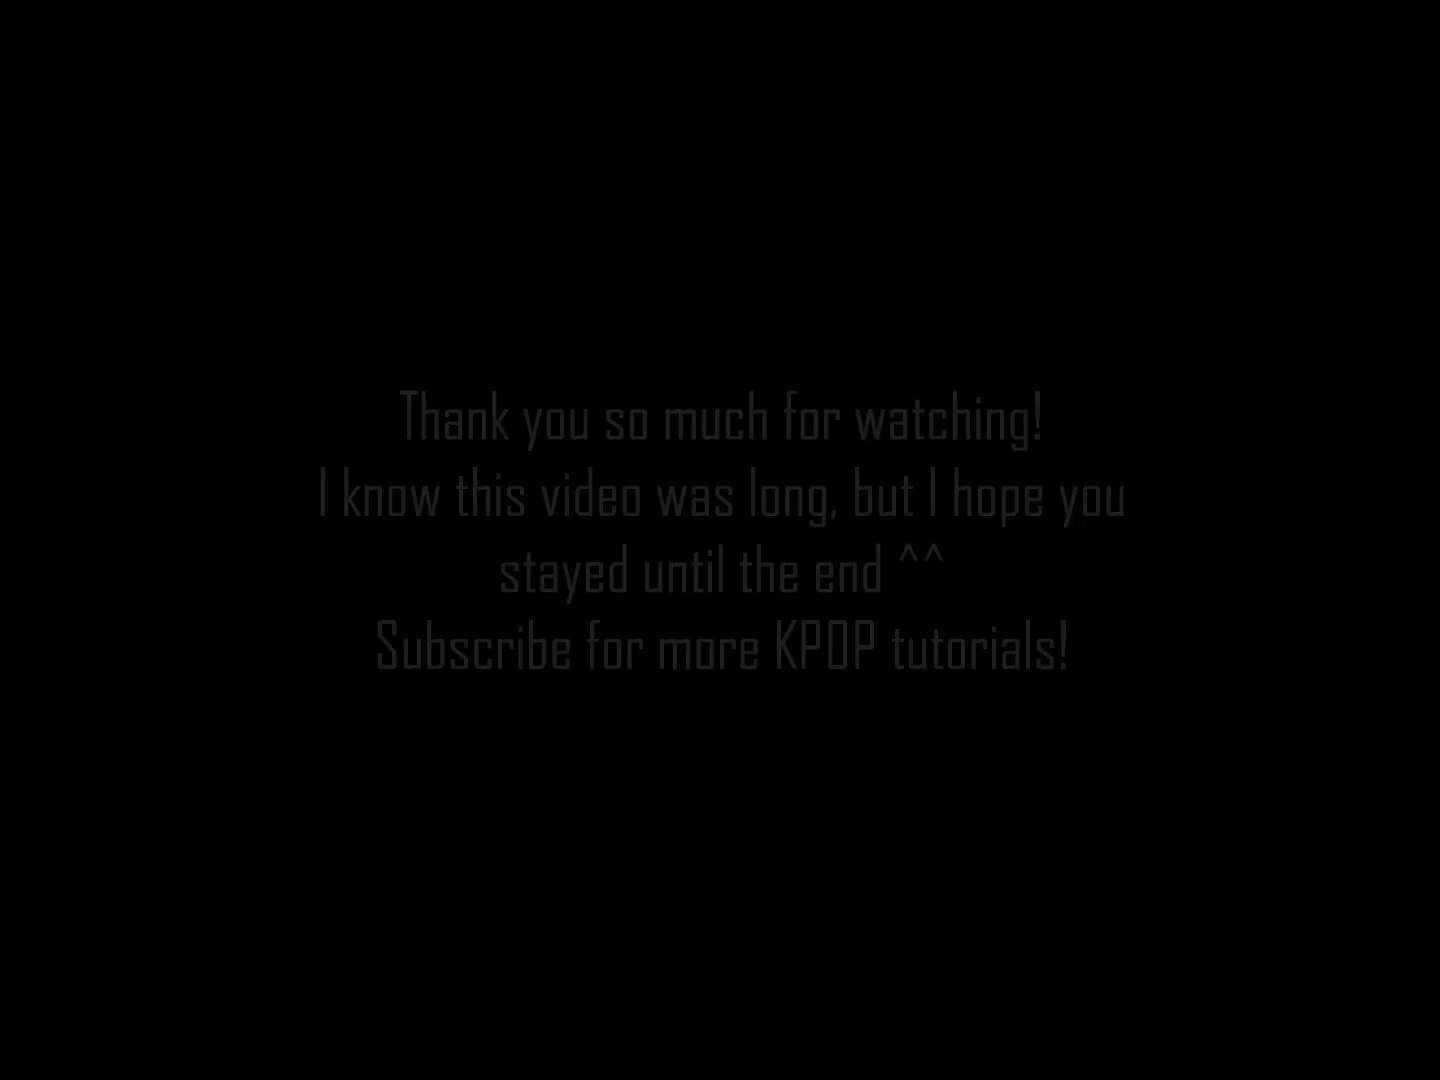 Thank you so much for watching!
I know this video was long, but I hope you
stayed until the end ^^
Subscribe for more KPOP tutorials!